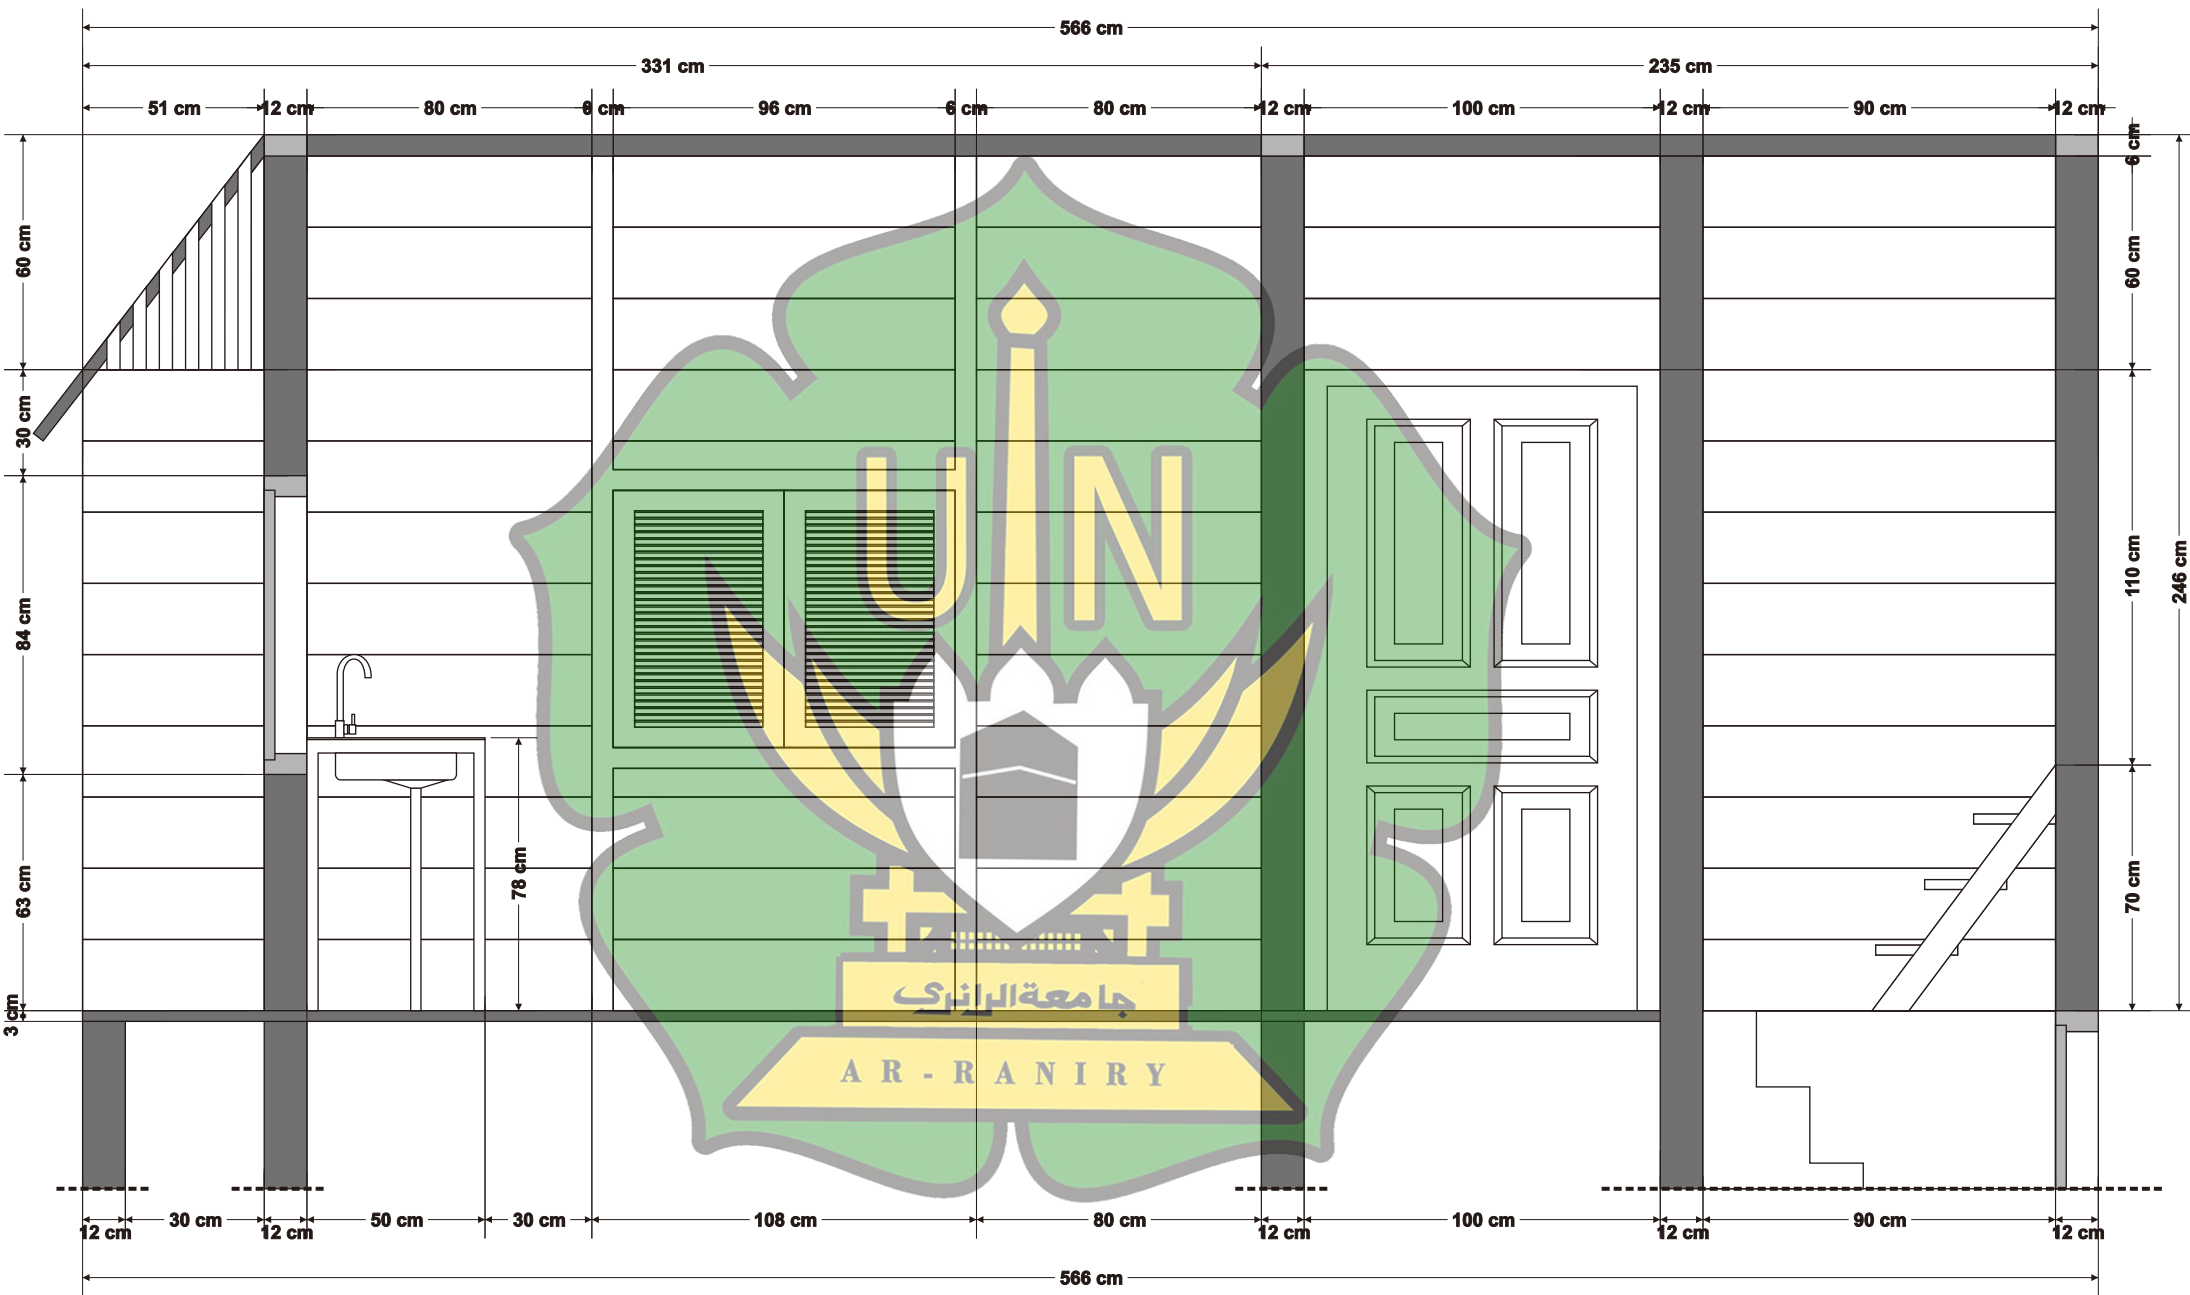 566 cm
331 cm
235 cm
51 cm
12 cm
80 cm
6 cm
96 cm
6 cm
80 cm
12 cm
100 cm
12 cm
90 cm
12 cm
60 cm
30 cm
84 cm
63 cm
3 cm
6 cm
60 cm
110 cm
70 cm
246 cm
78 cm
UIN
جامعة الرانري
AR-RANIRY
12 cm
30 cm
12 cm
50 cm
30 cm
108 cm
80 cm
12 cm
100 cm
12 cm
90 cm
12 cm
566 cm